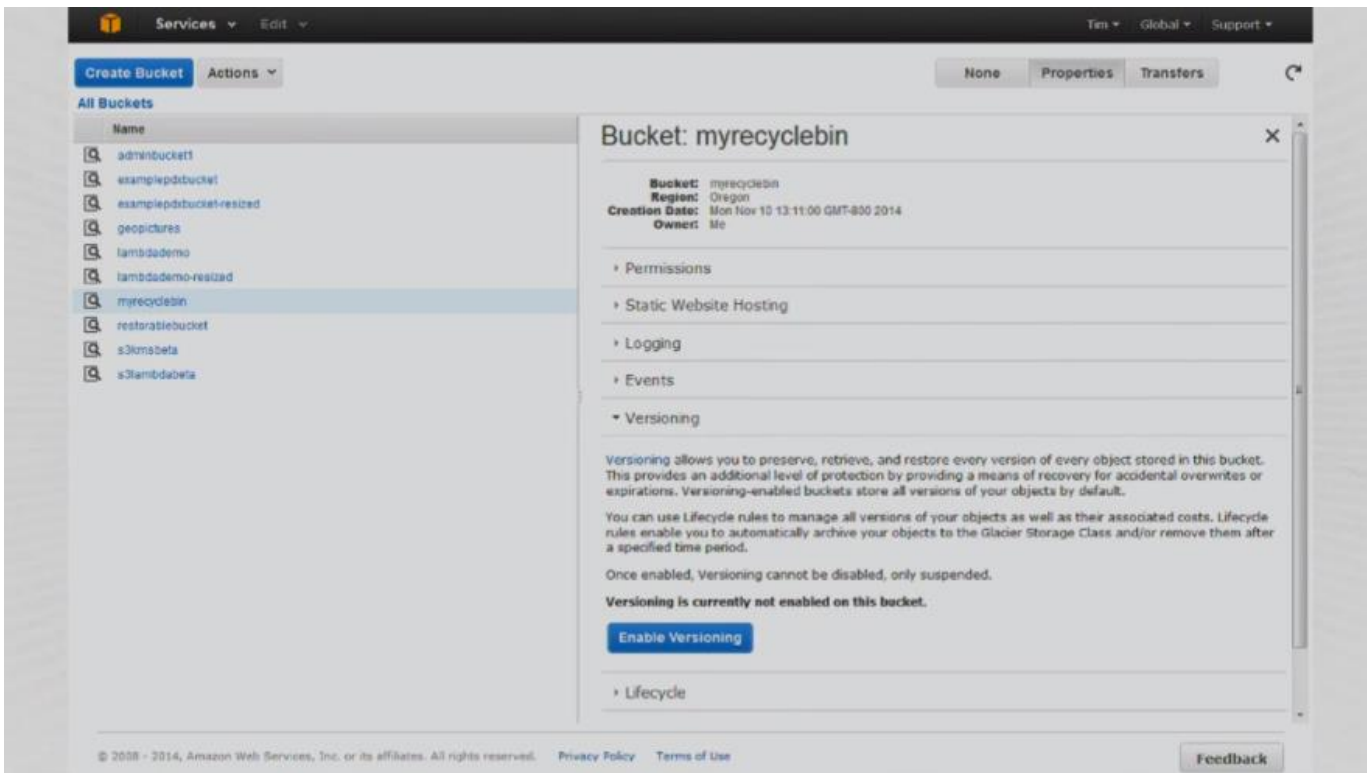 Services Edit Tim Global Support
Create Bucket Actions None Properties Transfers
All Buckets
Name
adminbucket1
examplepdxbucket
examplepdxbucket-resized
geopictures
lambdademo
lambdademo-resized
myrecyclebin
restorablebucket
s3kmsbeta
s3lambdabeta
Bucket: myrecyclebin
Bucket: myrecyclebin
Region: Oregon
Creation Date: Mon Nov 10 13:11:00 GMT-800 2014
Owner: Me
Permissions
Static Website Hosting
Logging
Events
Versioning
Versioning allows you to preserve, retrieve, and restore every version of every object stored in this bucket.
This provides an additional level of protection by providing a means of recovery for accidental overwrites or
expirations. Versioning-enabled buckets store all versions of your objects by default.
You can use Lifecycle rules to manage all versions of your objects as well as their associated costs. Lifecycle
rules enable you to automatically archive your objects to the Glacier Storage Class and/or remove them after
a specified time period.
Once enabled, Versioning cannot be disabled, only suspended.
Versioning is currently not enabled on this bucket.
Enable Versioning
Lifecycle
© 2008 - 2014, Amazon Web Services, Inc. or its affiliates. All rights reserved. Privacy Policy Terms of Use Feedback